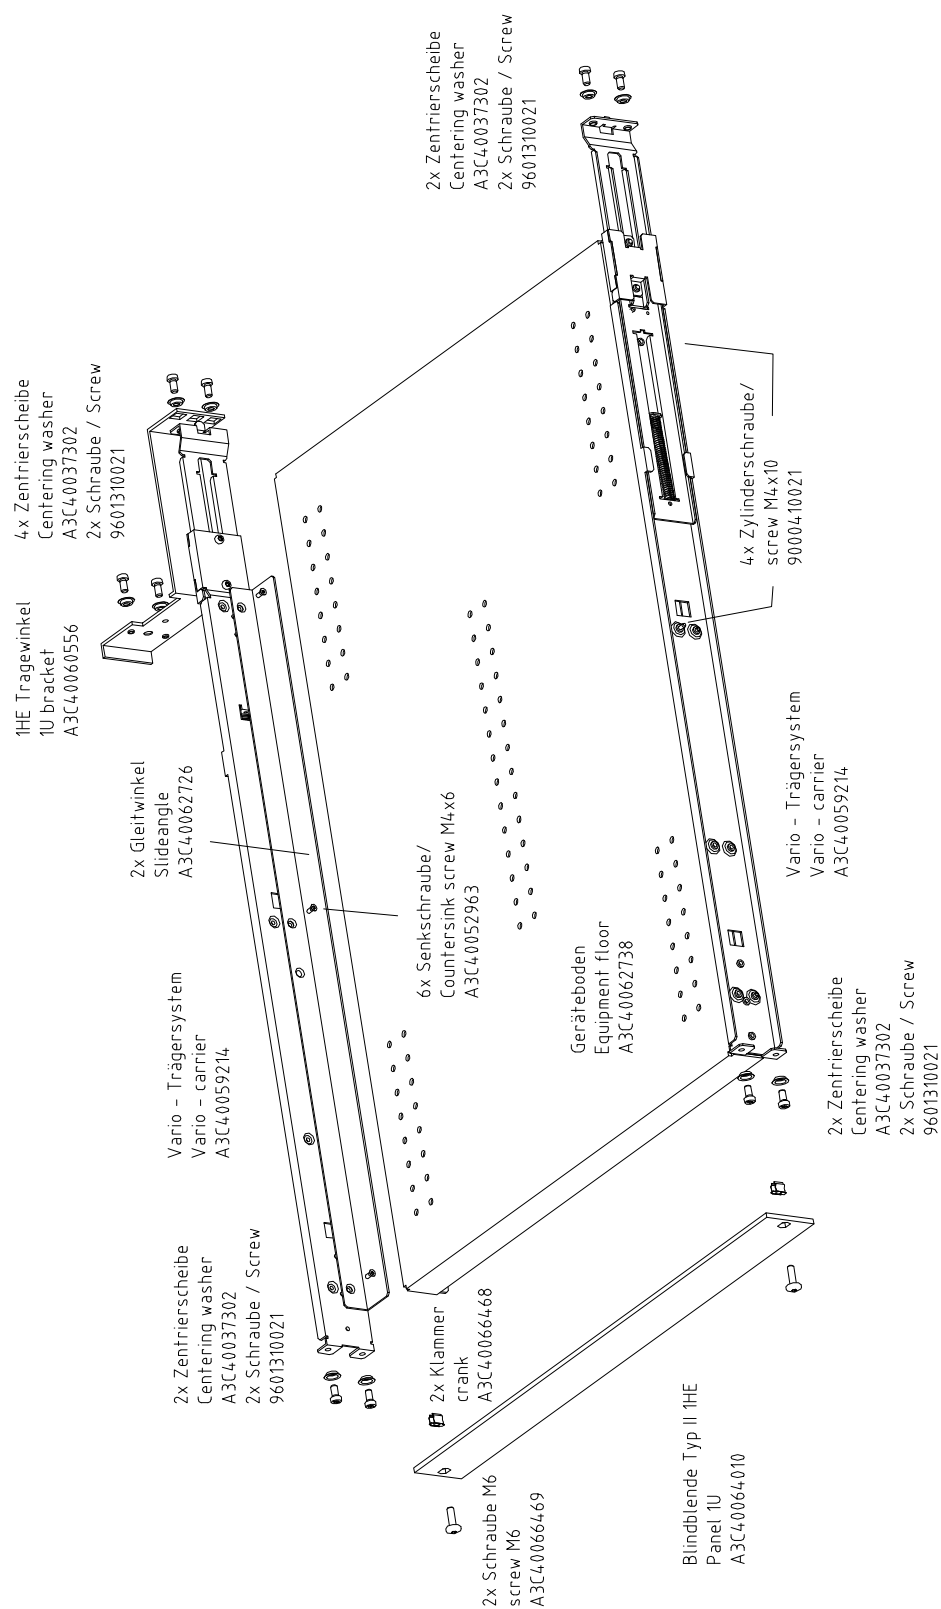 4x Zentrierscheibe
Centering washer
A3C40037302
2x Schraube / Screw
9601310021
1HE Tragewinkel
1U bracket
A3C40060556
2x Zentrierscheibe
Centering washer
A3C40037302
2x Schraube / Screw
9601310021
2x Gleitwinkel
Slideangle
A3C40062726
4x Zylinderschraube/
screw M4x10
9000410021
6x Senkschraube/
Countersink screw M4x6
A3C40052963
Vario - Trägersystem
Vario - carrier
A3C40059214
Vario - Trägersystem
Vario - carrier
A3C40059214
Geräteboden
Equipment floor
A3C40062738
2x Zentrierscheibe
Centering washer
A3C40037302
2x Schraube / Screw
9601310021
2x Zentrierscheibe
Centering washer
A3C40037302
2x Schraube / Screw
9601310021
2x Klammer
crank
A3C40066468
2x Schraube M6
screw M6
A3C40066469
Blindblende Typ II 1HE
Panel 1U
A3C40064010